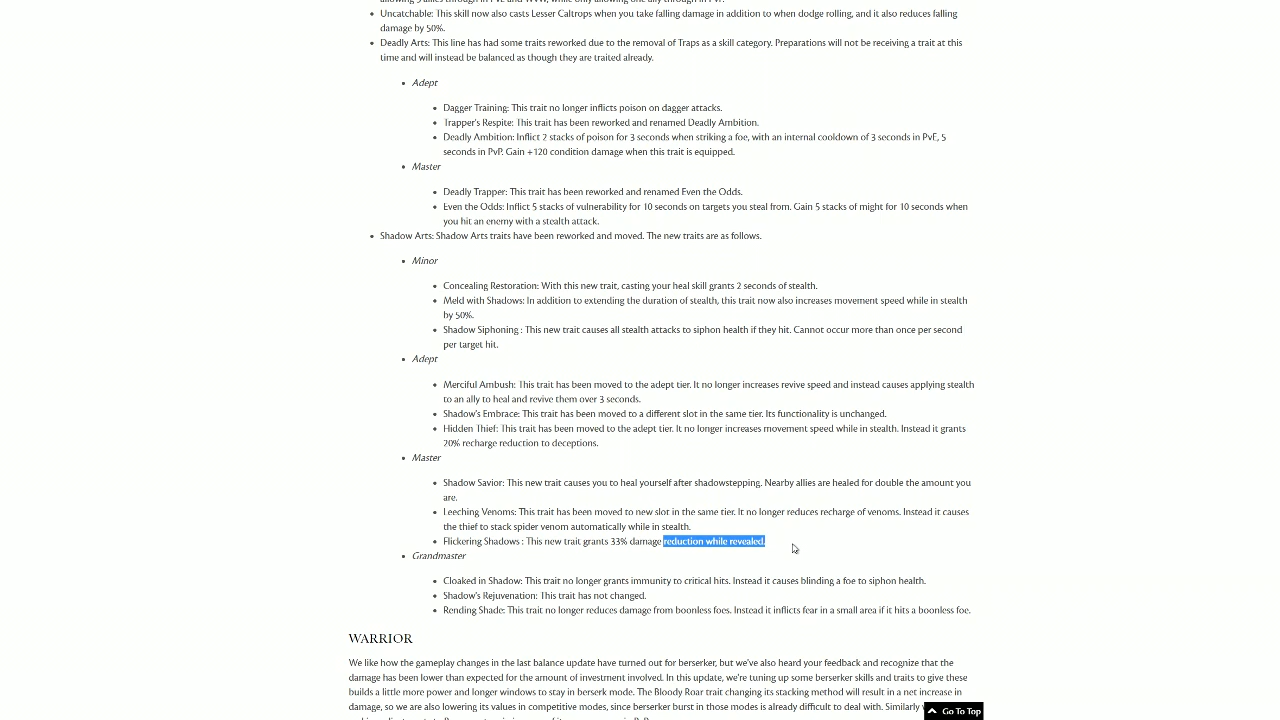 allowing 5 allies through in PvE and WvW, while only allowing one ally through in PvP.
Uncatchable: This skill now also casts Lesser Caltrops when you take falling damage in addition to when dodge rolling, and it also reduces falling
damage by 50%.
Deadly Arts: This line has had some traits reworked due to the removal of Traps as a skill category. Preparations will not be receiving a trait at this
time and will instead be balanced as though they are traited already.
Adept
Dagger Training: This trait no longer inflicts poison on dagger attacks.
Trapper's Respite: This trait has been reworked and renamed Deadly Ambition.
Deadly Ambition: Inflict 2 stacks of poison for 3 seconds when striking a foe, with an internal cooldown of 3 seconds in PvE, 5
seconds in PvP. Gain +120 condition damage when this trait is equipped.
Master
Deadly Trapper: This trait has been reworked and renamed Even the Odds.
Even the Odds: Inflict 5 stacks of vulnerability for 10 seconds on targets you steal from. Gain 5 stacks of might for 10 seconds when
you hit an enemy with a stealth attack.
Shadow Arts: Shadow Arts traits have been reworked and moved. The new traits are as follows.
Minor
Concealing Restoration: With this new trait, casting your heal skill grants 2 seconds of stealth.
Meld with Shadows: In addition to extending the duration of stealth, this trait now also increases movement speed while in stealth
by 50%.
Shadow Siphoning : This new trait causes all stealth attacks to siphon health if they hit. Cannot occur more than once per second
per target hit.
Adept
Merciful Ambush: This trait has been moved to the adept tier. It no longer increases revive speed and instead causes applying stealth
to an ally to heal and revive them over 3 seconds.
Shadow's Embrace: This trait has been moved to a different slot in the same tier. Its functionality is unchanged.
Hidden Thief: This trait has been moved to the adept tier. It no longer increases movement speed while in stealth. Instead it grants
20% recharge reduction to deceptions.
Master
Shadow Savior: This new trait causes you to heal yourself after shadowstepping. Nearby allies are healed for double the amount you
are.
Leeching Venoms: This trait has been moved to new slot in the same tier. It no longer reduces recharge of venoms. Instead it causes
the thief to stack spider venom automatically while in stealth.
Flickering Shadows : This new trait grants 33% damage reduction while revealed.
Grandmaster
Cloaked in Shadow: This trait no longer grants immunity to critical hits. Instead it causes blinding a foe to siphon health.
Shadow's Rejuvenation: This trait has not changed.
Rending Shade: This trait no longer reduces damage from boonless foes. Instead it inflicts fear in a small area if it hits a boonless foe.
WARRIOR
We like how the gameplay changes in the last balance update have turned out for berserker, but we've also heard your feedback and recognize that the
damage has been lower than expected for the amount of investment involved. In this update, we're tuning up some berserker skills and traits to give these
builds a little more power and longer windows to stay in berserk mode. The Bloody Roar trait changing its stacking method will result in a net increase in
damage, so we are also lowering its values in competitive modes, since berserker burst in those modes is already difficult to deal with. Similarly
Go To Top